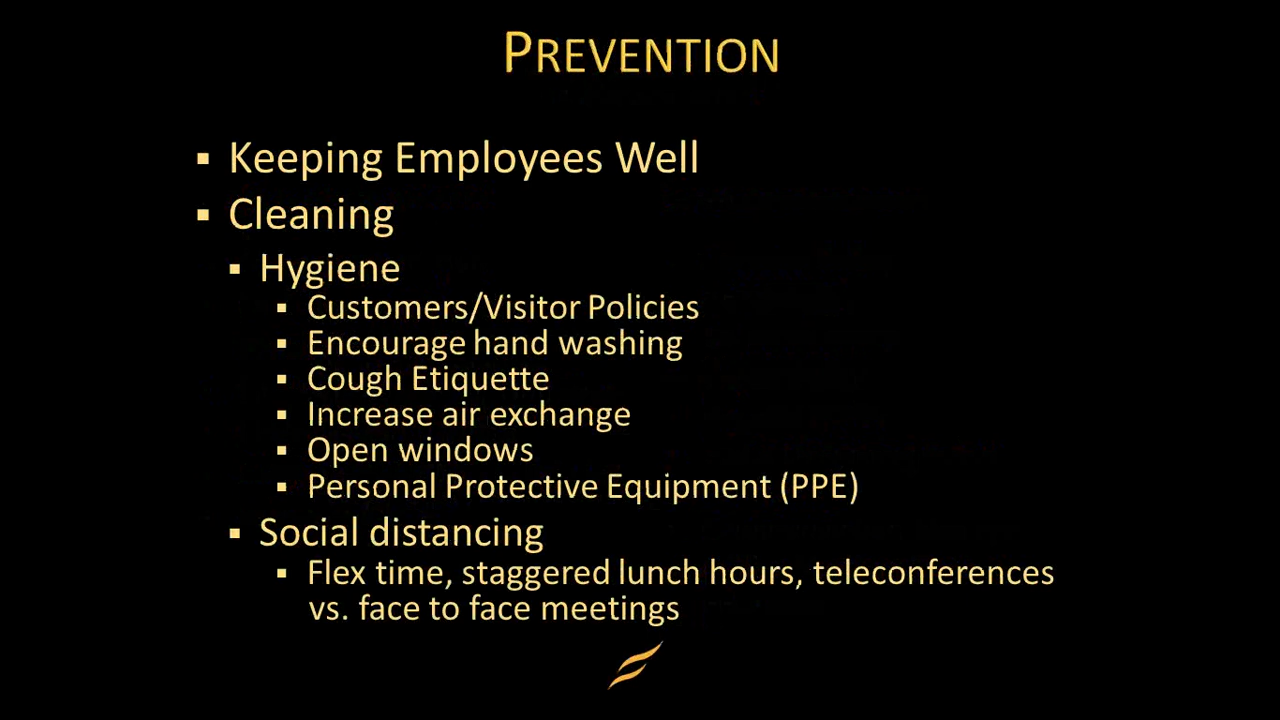 PREVENTION
▪ Keeping Employees Well
▪ Cleaning
▪ Hygiene
▪ Customers/Visitor Policies
▪ Encourage hand washing
▪ Cough Etiquette
▪ Increase air exchange
▪ Open windows
▪ Personal Protective Equipment (PPE)
▪ Social distancing
▪ Flex time, staggered lunch hours, teleconferences
vs. face to face meetings